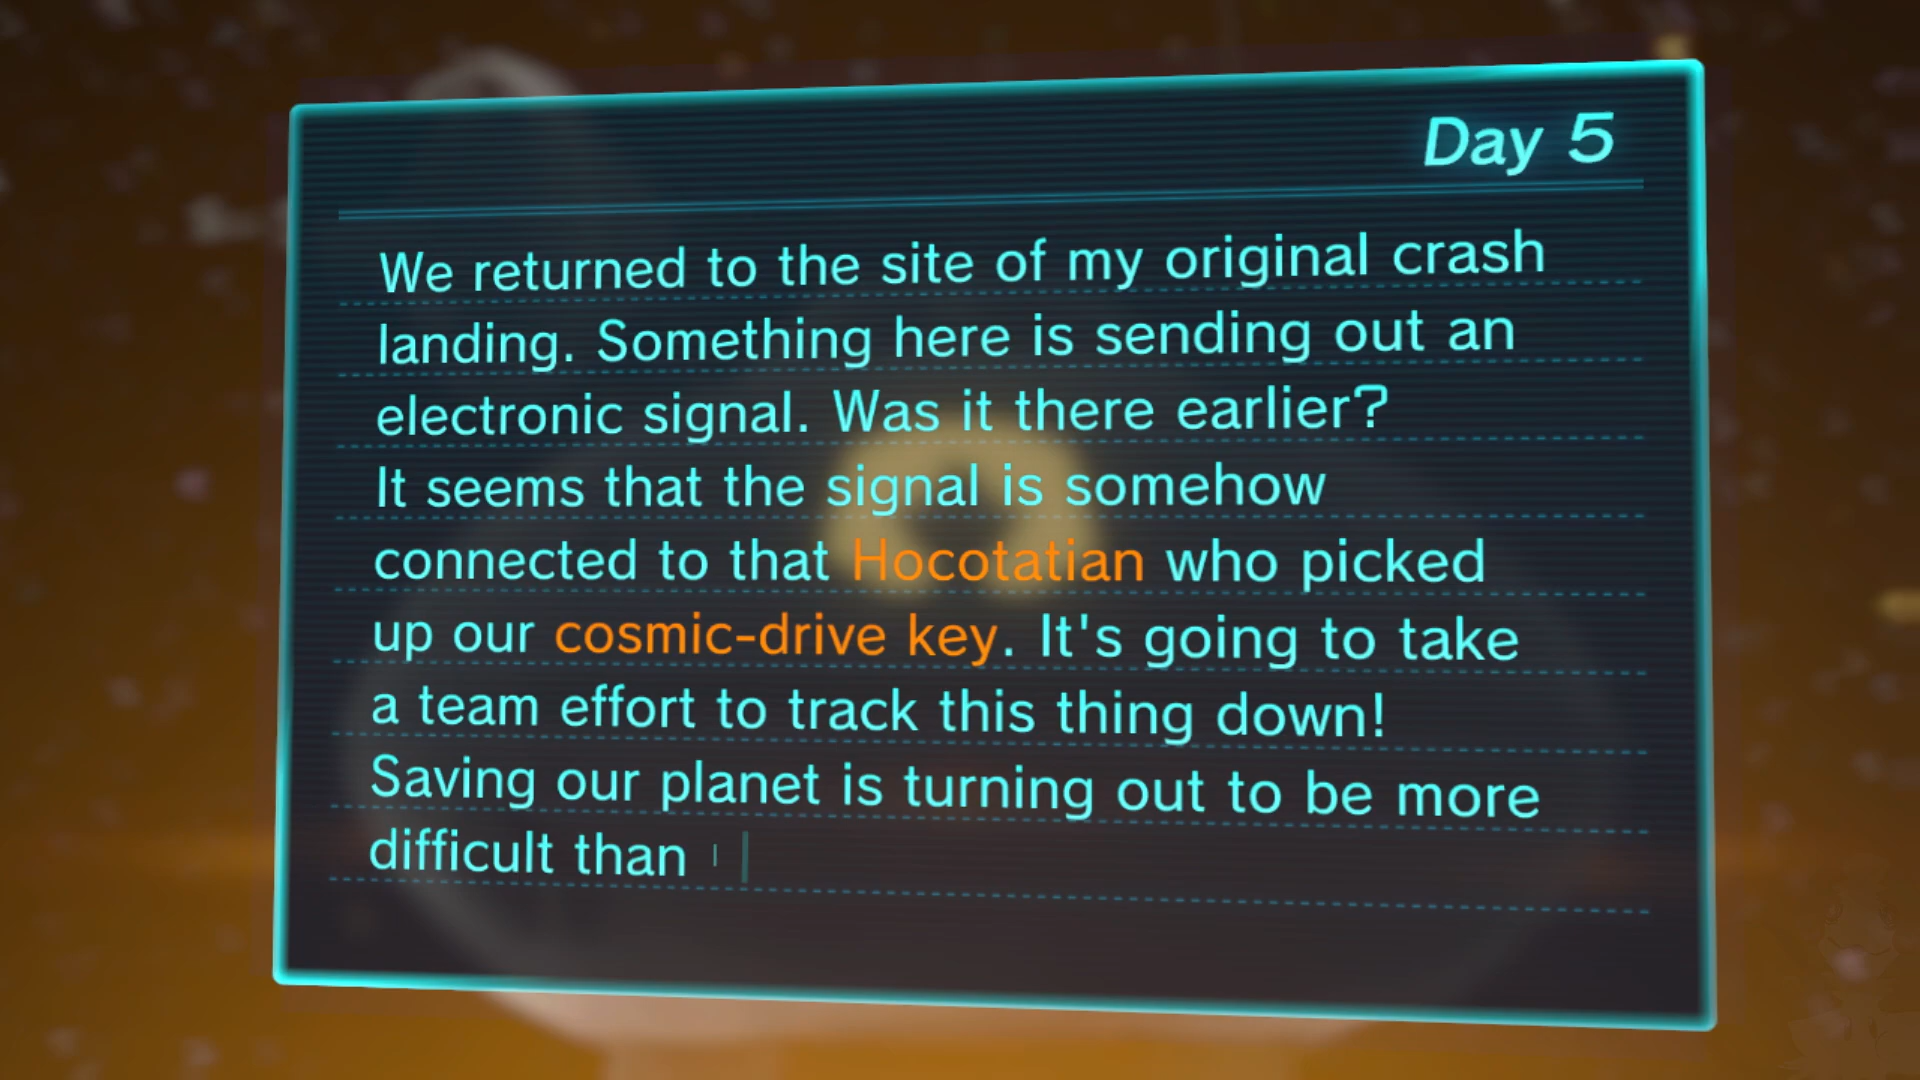 Day 5
We returned to the site of my original crash
landing. Something here is sending out an
electronic signal. Was it there earlier?
It seems that the signal is somehow
connected to that Hocotatian who picked
up our cosmic-drive key. It's going to take
a team effort to track this thing down!
Saving our planet is turning out to be more
difficult than